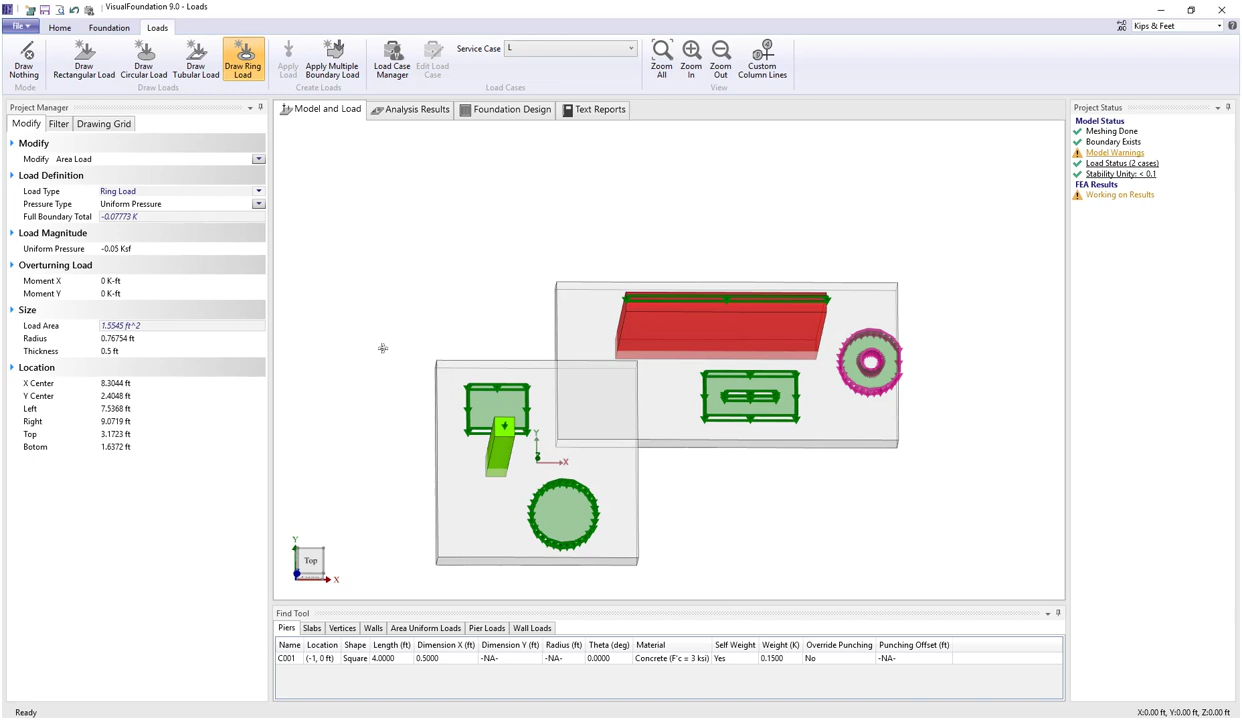 VisualFoundation 9.0 - Loads
File Home Foundation Loads Kips & Feet
Draw Nothing
Draw Rectangular Load
Draw Circular Load
Draw Tubular Load
Draw Ring Load
Apply Load
Apply Multiple Boundary Load
Load Case Manager
Edit Load Case
Service Case L
Zoom All
Zoom In
Zoom Out
Custom Column Lines
Mode Draw Loads Create Loads Load Cases View
Project Manager
Modify Filter Drawing Grid
Modify
Modify Area Load
Load Definition
Load Type Ring Load
Pressure Type Uniform Pressure
Full Boundary Total -0.07773 K
Load Magnitude
Uniform Pressure -0.05 Ksf
Overturning Load
Moment X 0 K-ft
Moment Y 0 K-ft
Size
Load Area 1.5545 ft^2
Radius 0.76754 ft
Thickness 0.5 ft
Location
X Center 8.3044 ft
Y Center 2.4048 ft
Left 7.5368 ft
Right 9.0719 ft
Top 3.1723 ft
Botom 1.6372 ft
Model and Load Analysis Results Foundation Design Text Reports
Y
X
Y
Top
X
Project Status
Model Status
Meshing Done
Boundary Exists
Model Warnings
Load Status (2 cases)
Stability Unity: < 0.1
FEA Results
Working on Results
Find Tool
Piers Slabs Vertices Walls Area Uniform Loads Pier Loads Wall Loads
Name Location Shape Length (ft) Dimension X (ft) Dimension Y (ft) Radius (ft) Theta (deg) Material Self Weight Weight (K) Override Punching Punching Offset (ft)
C001 (-1, 0 ft) Square 4.0000 0.5000 -NA- -NA- 0.0000 Concrete (F'c = 3 ksi) Yes 0.1500 No -NA-
Ready X:0.00 ft, Y:0.00 ft, Z:0.00 ft